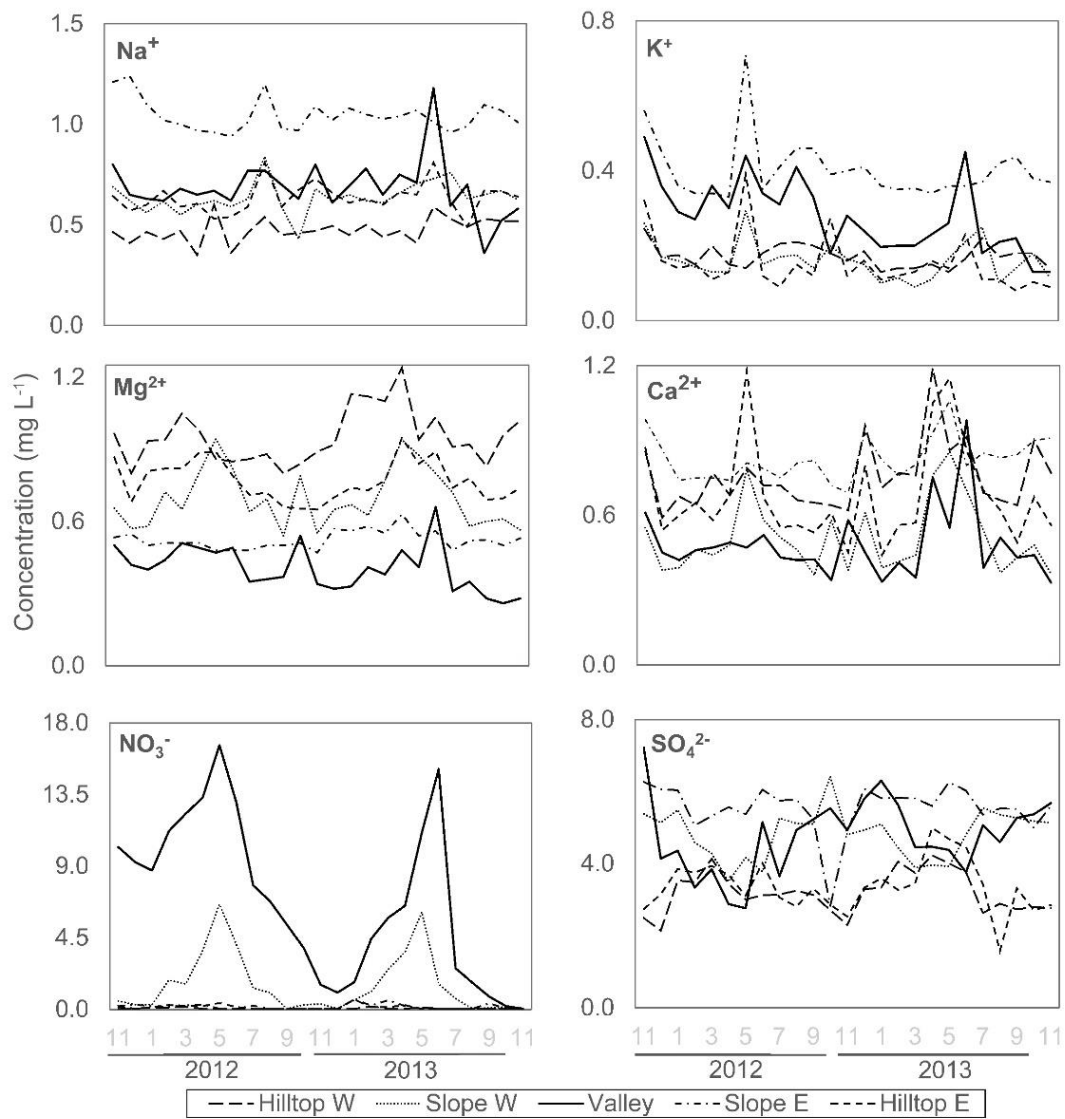 1.5
Na⁺
1.0
0.5
0.0
0.8
K⁺
0.4
0.0
Concentration (mg L⁻¹)
1.2
Mg²⁺
0.6
0.0
1.2
Ca²⁺
0.6
0.0
18.0
NO₃⁻
13.5
9.0
4.5
0.0
8.0
SO₄²⁻
4.0
0.0
11 1 3 5 7 9 11 1 3 5 7 9 11
2012 2013
11 1 3 5 7 9 11 1 3 5 7 9 11
2012 2013
Hilltop W Slope W Valley Slope E Hilltop E